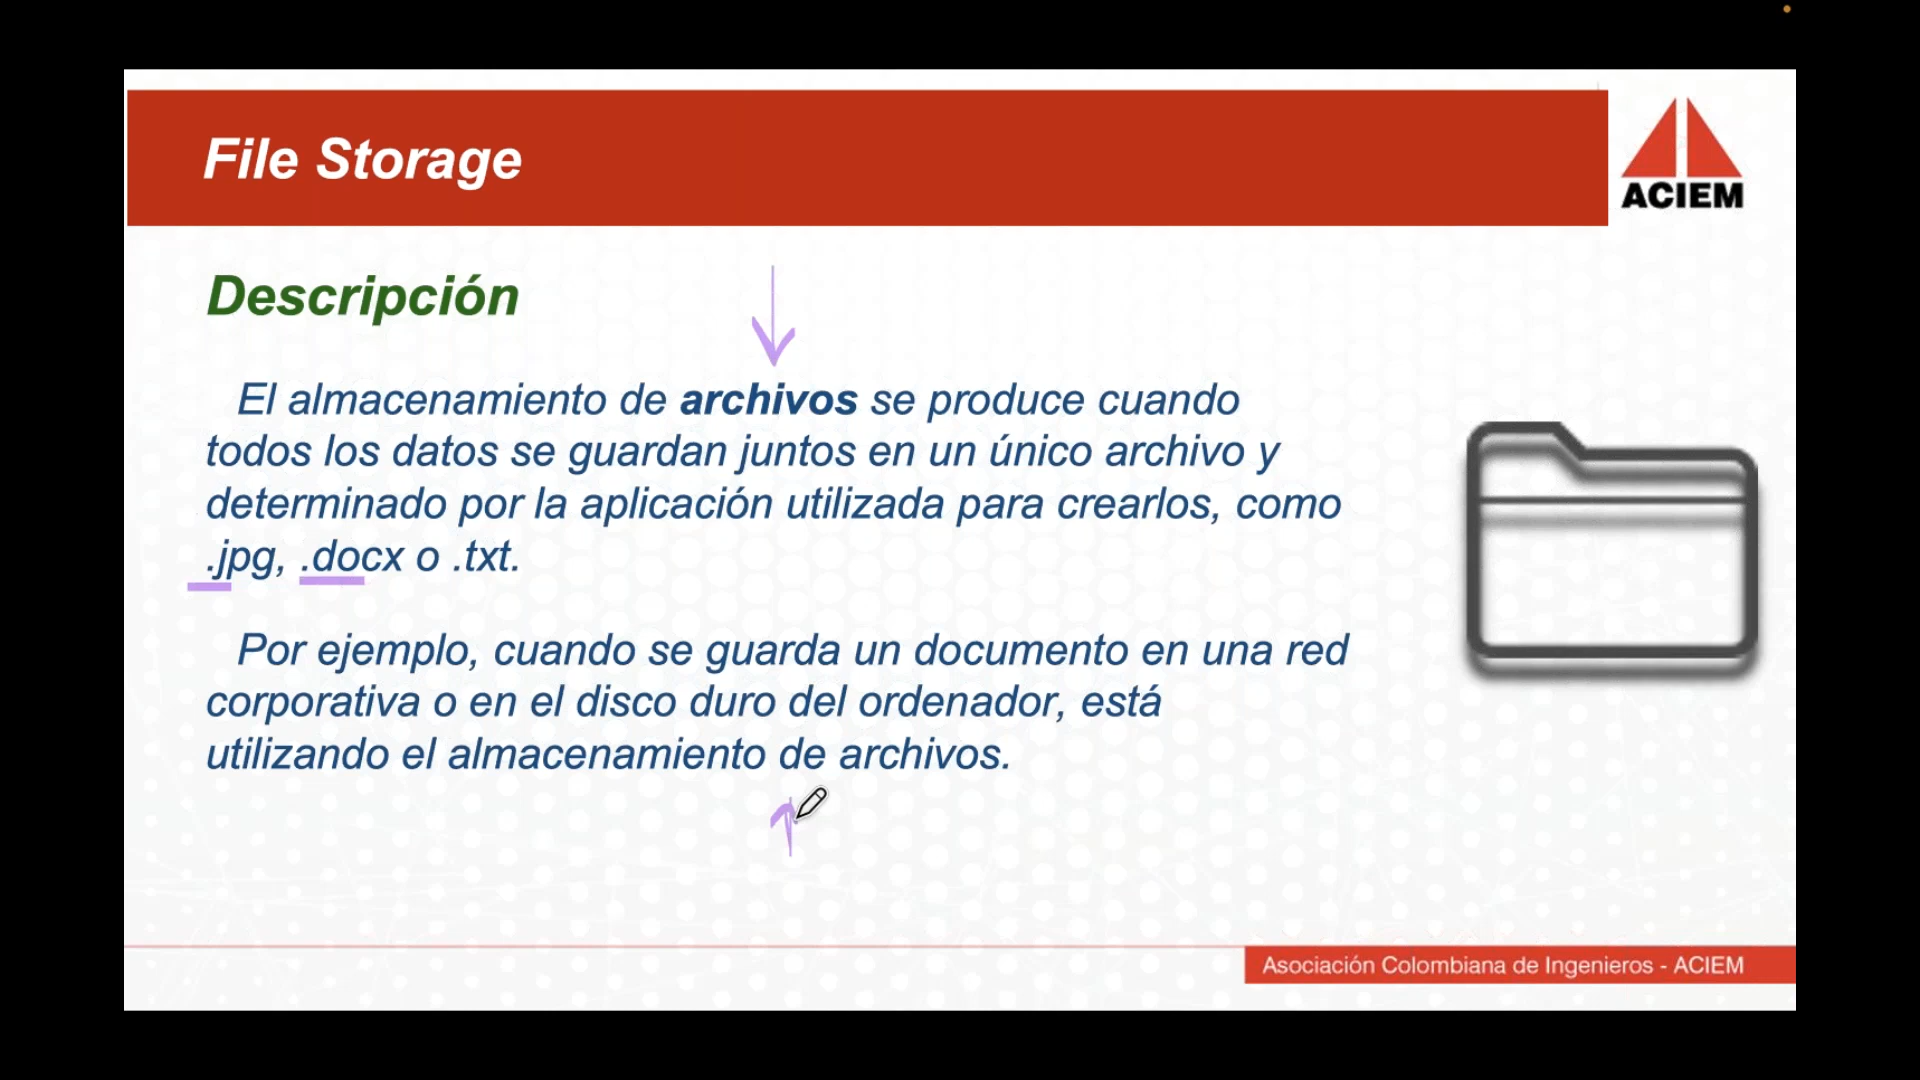 File Storage
ACIEM
Descripción
El almacenamiento de archivos se produce cuando
todos los datos se guardan juntos en un único archivo y
determinado por la aplicación utilizada para crearlos, como
.jpg, .docx o .txt.
Por ejemplo, cuando se guarda un documento en una red
corporativa o en el disco duro del ordenador, está
utilizando el almacenamiento de archivos.
Asociación Colombiana de Ingenieros - ACIEM